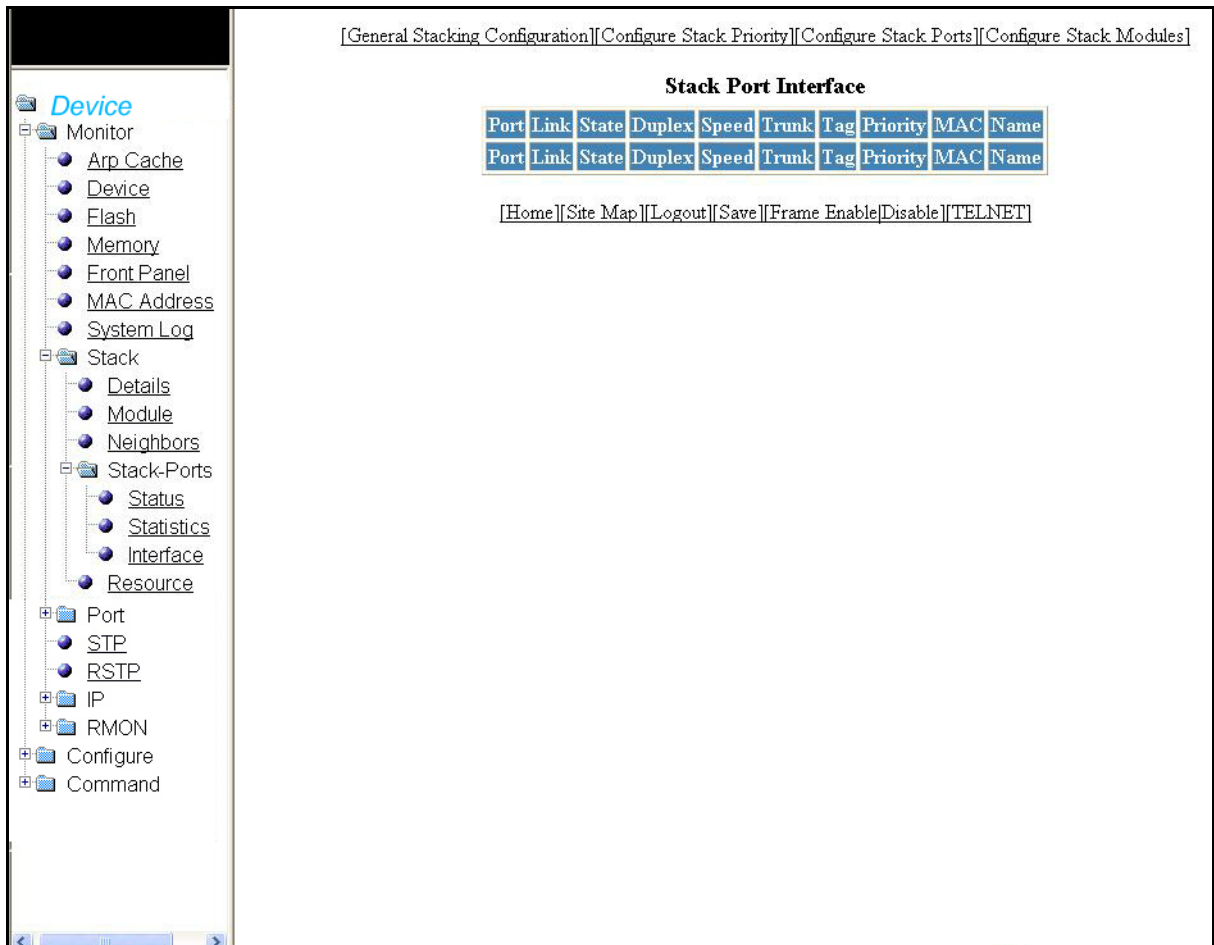 [General Stacking Configuration][Configure Stack Priority][Configure Stack Ports][Configure Stack Modules]
Stack Port Interface
Port Link State Duplex Speed Trunk Tag Priority MAC Name
Port Link State Duplex Speed Trunk Tag Priority MAC Name
[Home][Site Map][Logout][Save][Frame Enable|Disable][TELNET]
Device
Monitor
Arp Cache
Device
Flash
Memory
Front Panel
MAC Address
System Log
Stack
Details
Module
Neighbors
Stack-Ports
Status
Statistics
Interface
Resource
Port
STP
RSTP
IP
RMON
Configure
Command